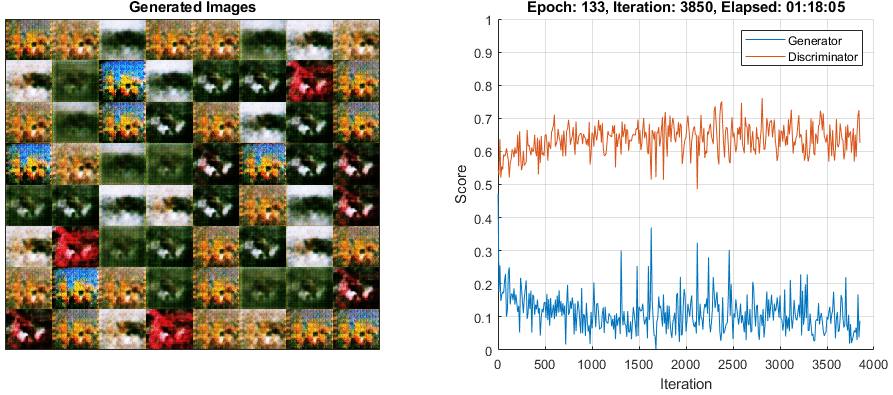 Generated Images
Epoch: 133, Iteration: 3850, Elapsed: 01:18:05
Generator
Discriminator
1
0.9
0.8
0.7
0.6
0.5
0.4
0.3
0.2
0.1
0
Score
0 500 1000 1500 2000 2500 3000 3500 4000
Iteration